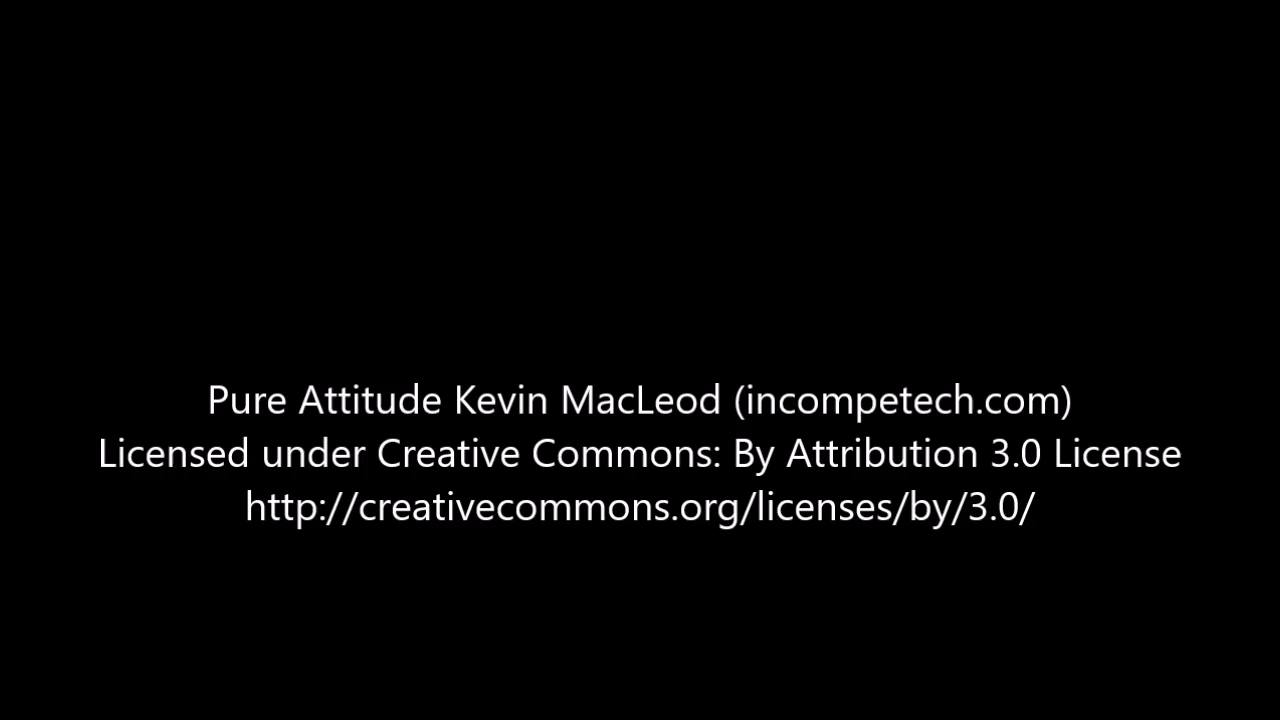 Pure Attitude Kevin MacLeod (incompetech.com)
Licensed under Creative Commons: By Attribution 3.0 License
http://creativecommons.org/licenses/by/3.0/